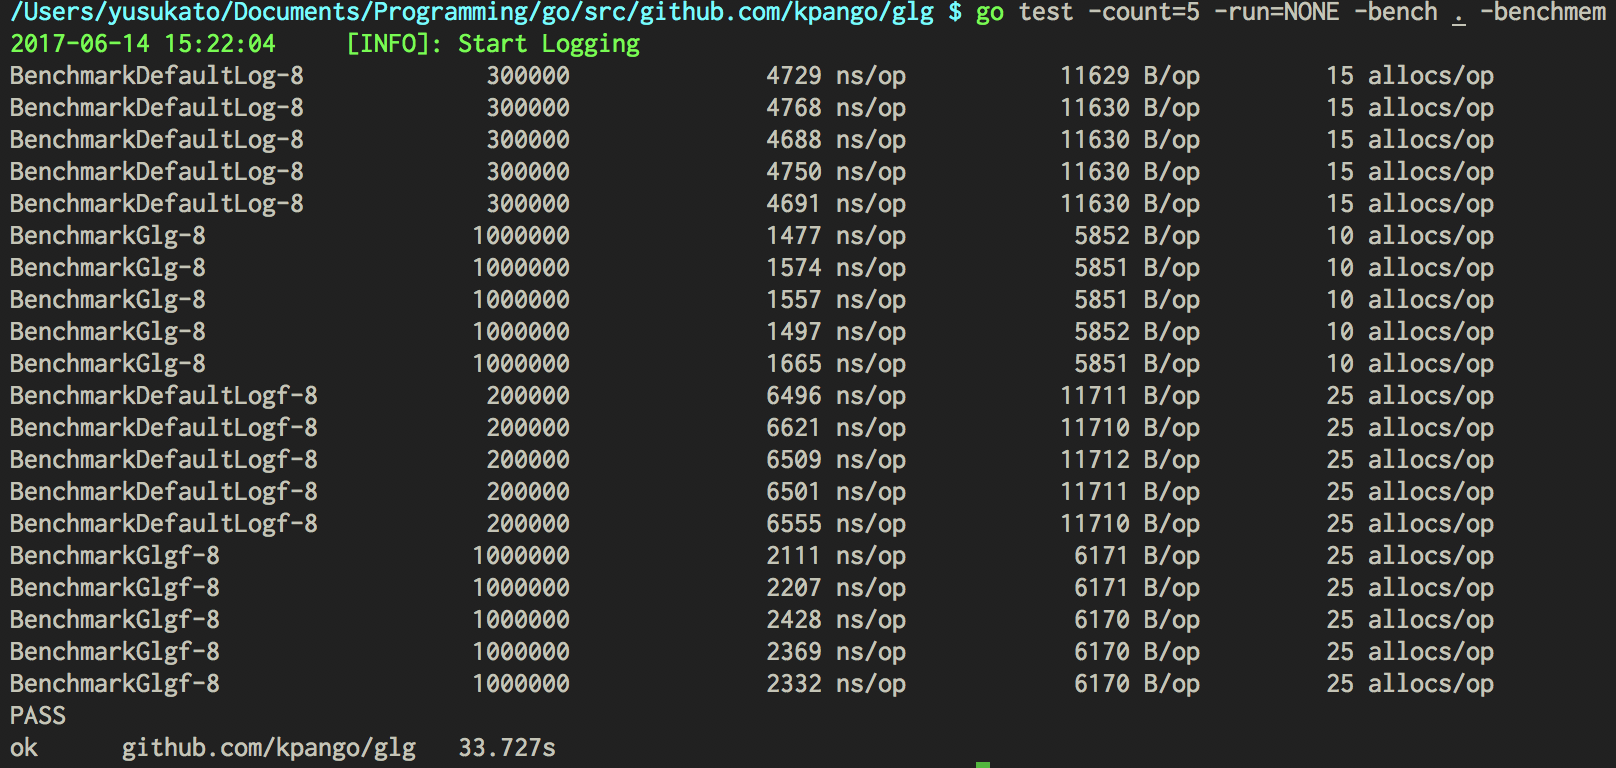 /Users/yusukato/Documents/Programming/go/src/github.com/kpango/glg $ go test -count=5 -run=NONE -bench . -benchmem
2017-06-14 15:22:04 [INFO]: Start Logging
BenchmarkDefaultLog-8 300000 4729 ns/op 11629 B/op 15 allocs/op
BenchmarkDefaultLog-8 300000 4768 ns/op 11630 B/op 15 allocs/op
BenchmarkDefaultLog-8 300000 4688 ns/op 11630 B/op 15 allocs/op
BenchmarkDefaultLog-8 300000 4750 ns/op 11630 B/op 15 allocs/op
BenchmarkDefaultLog-8 300000 4691 ns/op 11630 B/op 15 allocs/op
BenchmarkGlg-8 1000000 1477 ns/op 5852 B/op 10 allocs/op
BenchmarkGlg-8 1000000 1574 ns/op 5851 B/op 10 allocs/op
BenchmarkGlg-8 1000000 1557 ns/op 5851 B/op 10 allocs/op
BenchmarkGlg-8 1000000 1497 ns/op 5852 B/op 10 allocs/op
BenchmarkGlg-8 1000000 1665 ns/op 5851 B/op 10 allocs/op
BenchmarkDefaultLogf-8 200000 6496 ns/op 11711 B/op 25 allocs/op
BenchmarkDefaultLogf-8 200000 6621 ns/op 11710 B/op 25 allocs/op
BenchmarkDefaultLogf-8 200000 6509 ns/op 11712 B/op 25 allocs/op
BenchmarkDefaultLogf-8 200000 6501 ns/op 11711 B/op 25 allocs/op
BenchmarkDefaultLogf-8 200000 6555 ns/op 11710 B/op 25 allocs/op
BenchmarkGlgf-8 1000000 2111 ns/op 6171 B/op 25 allocs/op
BenchmarkGlgf-8 1000000 2207 ns/op 6171 B/op 25 allocs/op
BenchmarkGlgf-8 1000000 2428 ns/op 6170 B/op 25 allocs/op
BenchmarkGlgf-8 1000000 2369 ns/op 6170 B/op 25 allocs/op
BenchmarkGlgf-8 1000000 2332 ns/op 6170 B/op 25 allocs/op
PASS
ok github.com/kpango/glg 33.727s